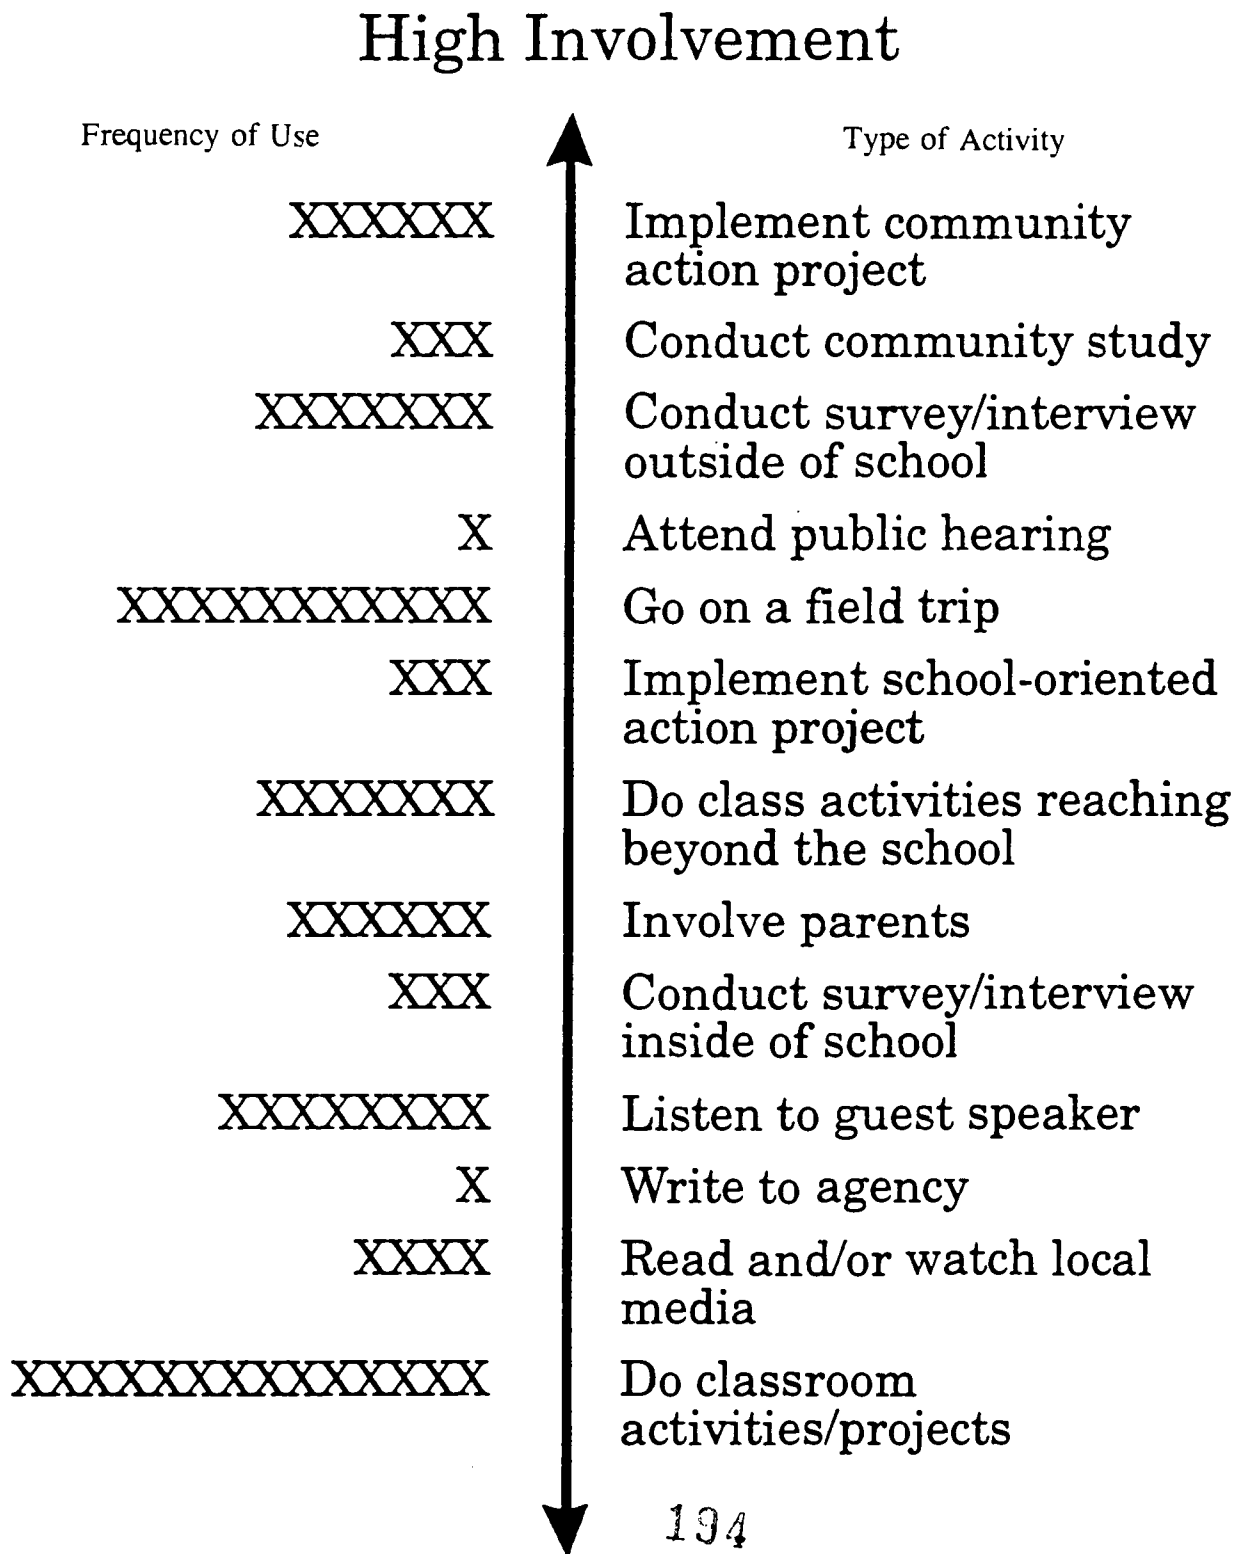 High Involvement
Frequency of Use Type of Activity
XXXXXX Implement community
action project
XXX Conduct community study
XXXXXXX Conduct survey/interview
outside of school
X Attend public hearing
XXXXXXXXXXX Go on a field trip
XXX Implement school-oriented
action project
XXXXXXX Do class activities reaching
beyond the school
XXXXXX Involve parents
XXX Conduct survey/interview
inside of school
XXXXXXXX Listen to guest speaker
X Write to agency
XXXX Read and/or watch local
media
XXXXXXXXXXXXXX Do classroom
activities/projects
194